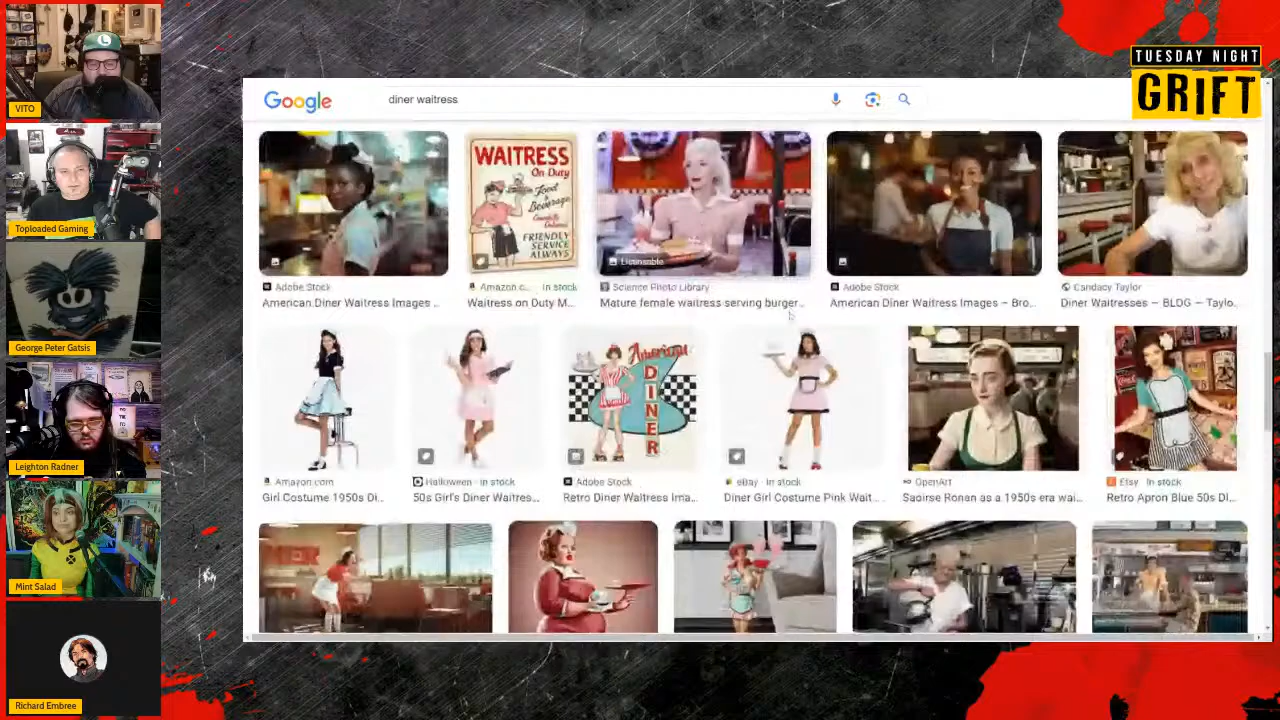 TUESDAY NIGHT
GRIFT
VITO
Toploaded Gaming
George Peter Gatsis
Leighton Radner
Mint Salad
Richard Embree
Google
diner waitress
WAITRESS
On Duty
Food
Beverage
FRIENDLY
SERVICE
ALWAYS
Licensable
Adobe Stock
American Diner Waitress Images ...
Amazon c... · In stock
Waitress on Duty M...
Science Photo Library
Mature female waitress serving burger...
Adobe Stock
American Diner Waitress Images – Bro...
Candacy Taylor
Diner Waitresses — BLOG — Taylo...
American
DINER
Amazon.com
Girl Costume 1950s Di...
Halloween · In stock
50s Girl's Diner Waitres...
Adobe Stock
Retro Diner Waitress Ima...
eBay · In stock
Diner Girl Costume Pink Wait...
OpenArt
Saoirse Ronan as a 1950s era wai...
Etsy · In stock
Retro Apron Blue 50s Di...